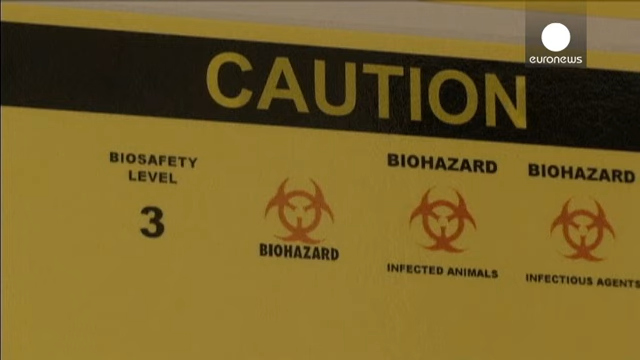 euronews
CAUTION
BIOSAFETY
LEVEL
3
BIOHAZARD
BIOHAZARD
INFECTED ANIMALS
BIOHAZARD
INFECTIOUS AGENTS